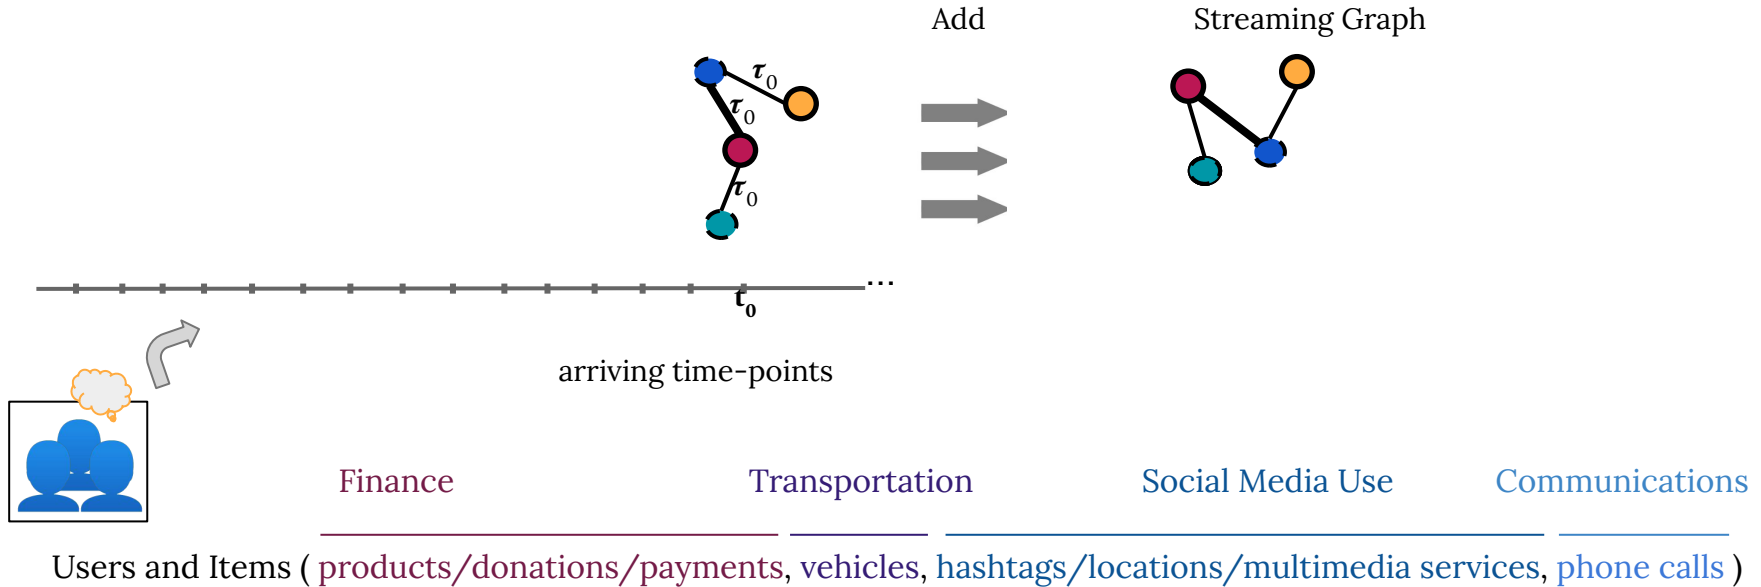 Add
Streaming Graph
τ0
τ0
τ0
...
t0
arriving time-points
Finance
Transportation
Social Media Use
Communications
Users and Items ( products/donations/payments, vehicles, hashtags/locations/multimedia services, phone calls )